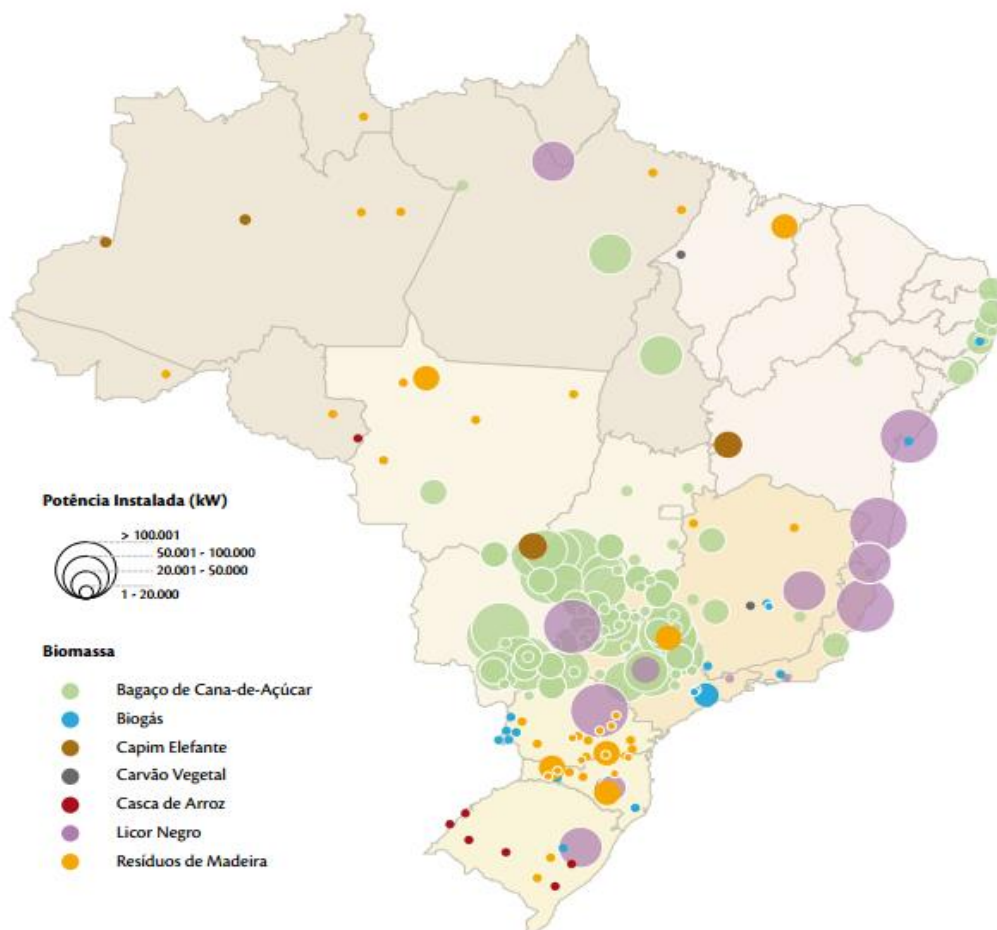 Potência Instalada (kW)
> 100.001
50.001 - 100.000
20.001 - 50.000
1 - 20.000
Biomassa
Bagaço de Cana-de-Açúcar
Biogás
Capim Elefante
Carvão Vegetal
Casca de Arroz
Licor Negro
Resíduos de Madeira